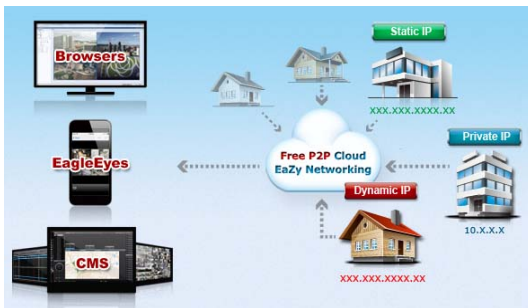 Browsers
EagleEyes
CMS
Static IP
XXX.XXX.XXXX.XX
Free P2P Cloud
EaZy Networking
Private IP
10.X.X.X
Dynamic IP
XXX.XXX.XXXX.XX